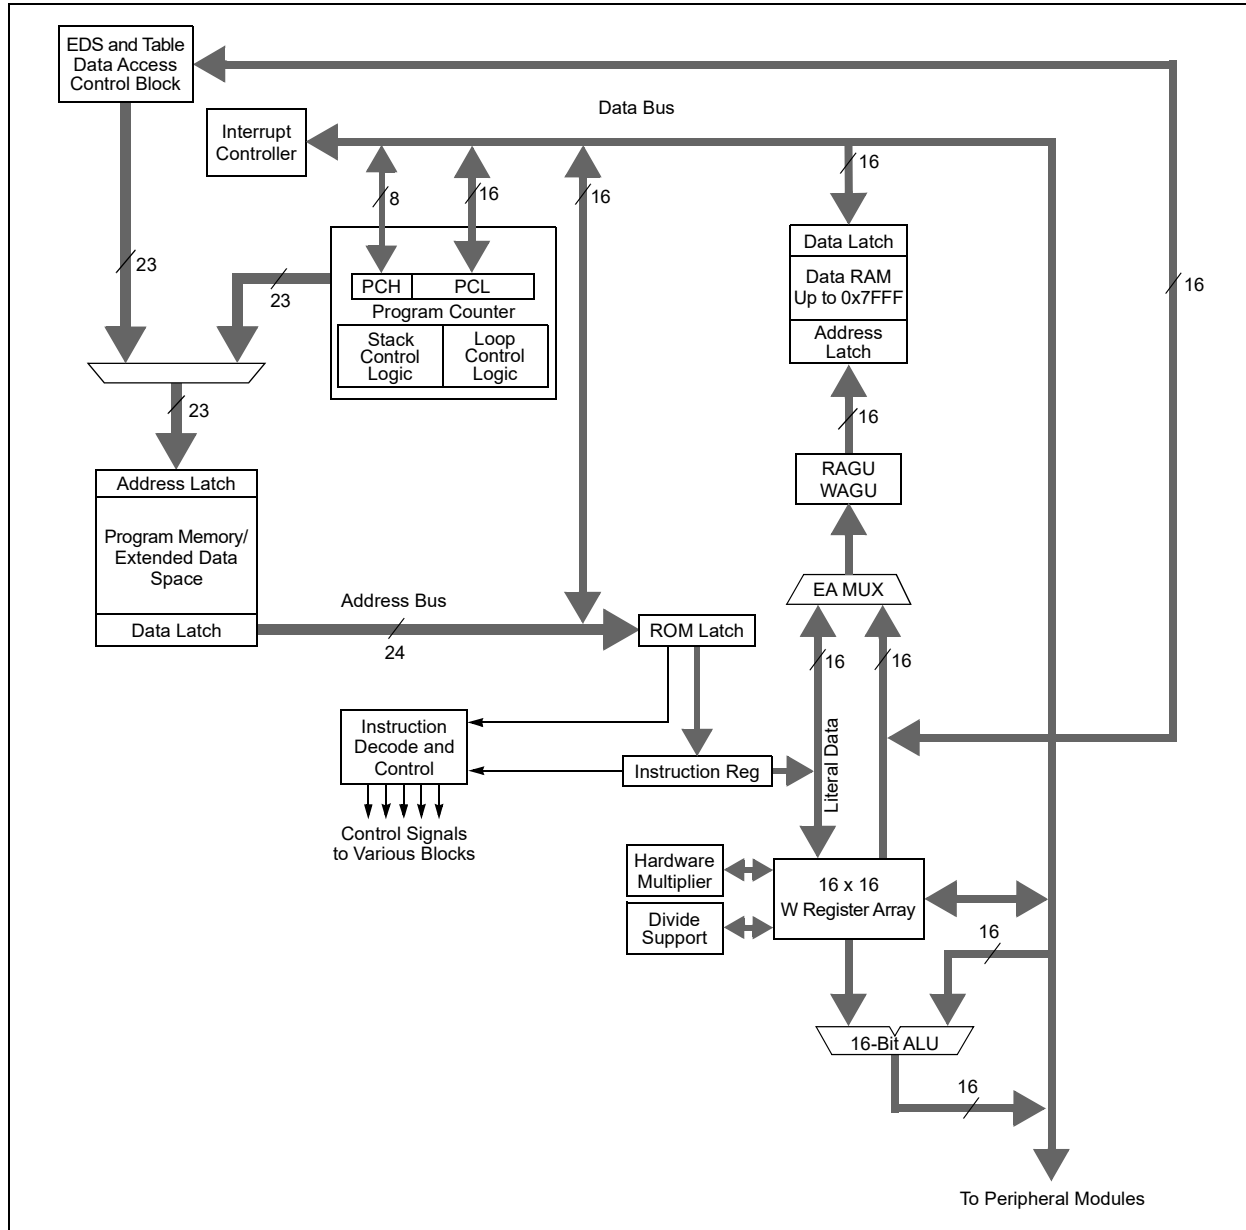 EDS and Table
Data Access
Control Block
Data Bus
16
Interrupt
Controller
8
16
16
16
23
23
PCH
PCL
Program Counter
Stack
Control
Logic
Loop
Control
Logic
Data Latch
Data RAM
Up to 0x7FFF
Address
Latch
16
23
16
RAGU
WAGU
Address Latch
Program Memory/
Extended Data
Space
Data Latch
Address Bus
24
ROM Latch
EA MUX
16
16
Instruction
Decode and
Control
Instruction Reg
Literal Data
Control Signals
to Various Blocks
Hardware
Multiplier
Divide
Support
16 x 16
W Register Array
16
16-Bit ALU
16
To Peripheral Modules